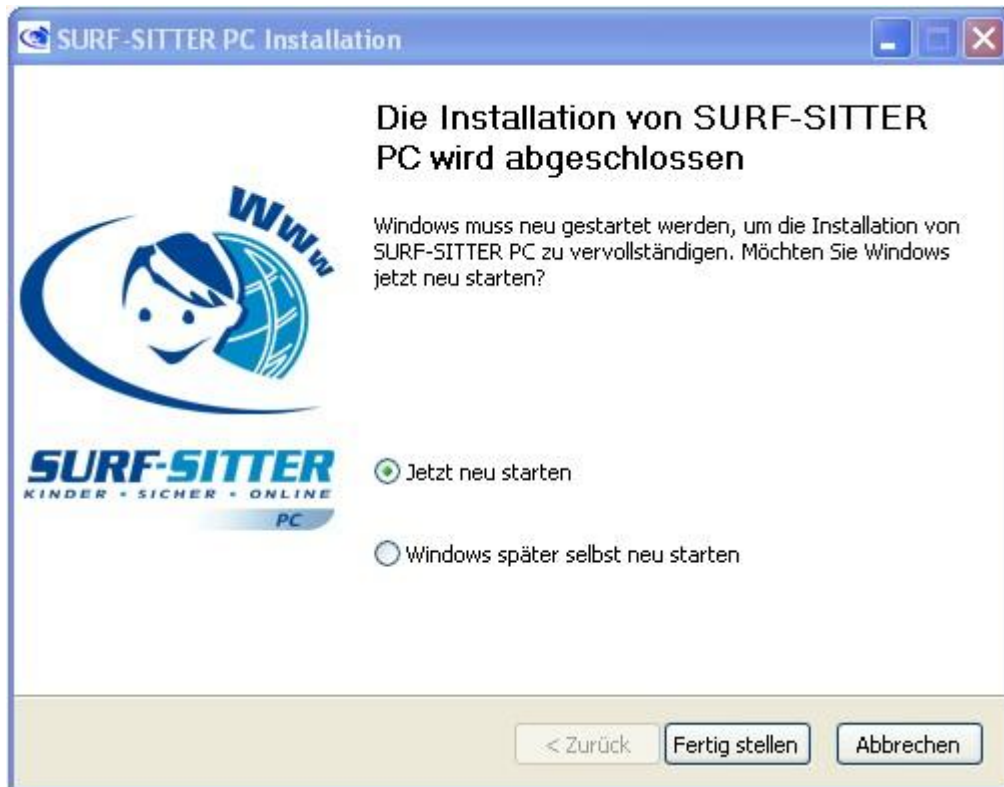 SURF-SITTER PC Installation
Die Installation von SURF-SITTER
PC wird abgeschlossen
Windows muss neu gestartet werden, um die Installation von
SURF-SITTER PC zu vervollständigen. Möchten Sie Windows
jetzt neu starten?
Www
SURF-SITTER
KINDER • SICHER • ONLINE
PC
Jetzt neu starten
Windows später selbst neu starten
< Zurück
Fertig stellen
Abbrechen